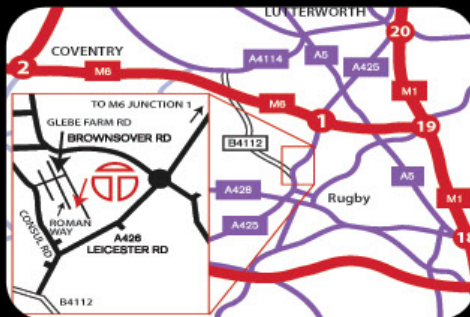 LUTTERWORTH
20
COVENTRY
A4114
A5
A425
2
M6
M1
TO M6 JUNCTION 1
M6
1
19
GLEBE FARM RD
BROWNSOVER RD
B4112
A428
Rugby
A5
M1
ROMAN
WAY
A425
CONSUL RD
A426
LEICESTER RD
18
B4112